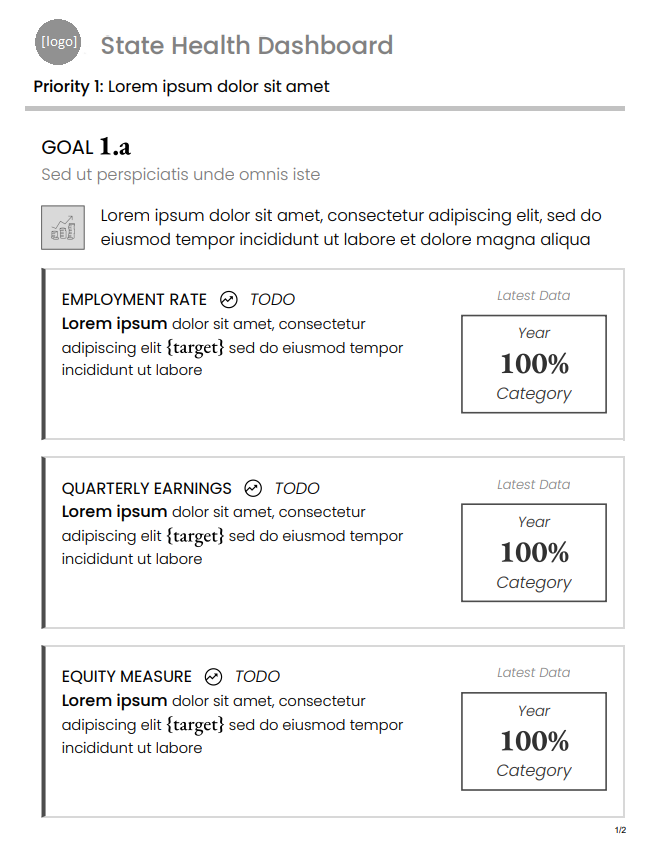 [logo] State Health Dashboard
Priority 1: Lorem ipsum dolor sit amet
GOAL 1.a
Sed ut perspiciatis unde omnis iste
Lorem ipsum dolor sit amet, consectetur adipiscing elit, sed do
eiusmod tempor incididunt ut labore et dolore magna aliqua
EMPLOYMENT RATE TODO
Lorem ipsum dolor sit amet, consectetur
adipiscing elit {target} sed do eiusmod tempor
incididunt ut labore
Latest Data
Year
100%
Category
QUARTERLY EARNINGS TODO
Lorem ipsum dolor sit amet, consectetur
adipiscing elit {target} sed do eiusmod tempor
incididunt ut labore
Latest Data
Year
100%
Category
EQUITY MEASURE TODO
Lorem ipsum dolor sit amet, consectetur
adipiscing elit {target} sed do eiusmod tempor
incididunt ut labore
Latest Data
Year
100%
Category
1/2